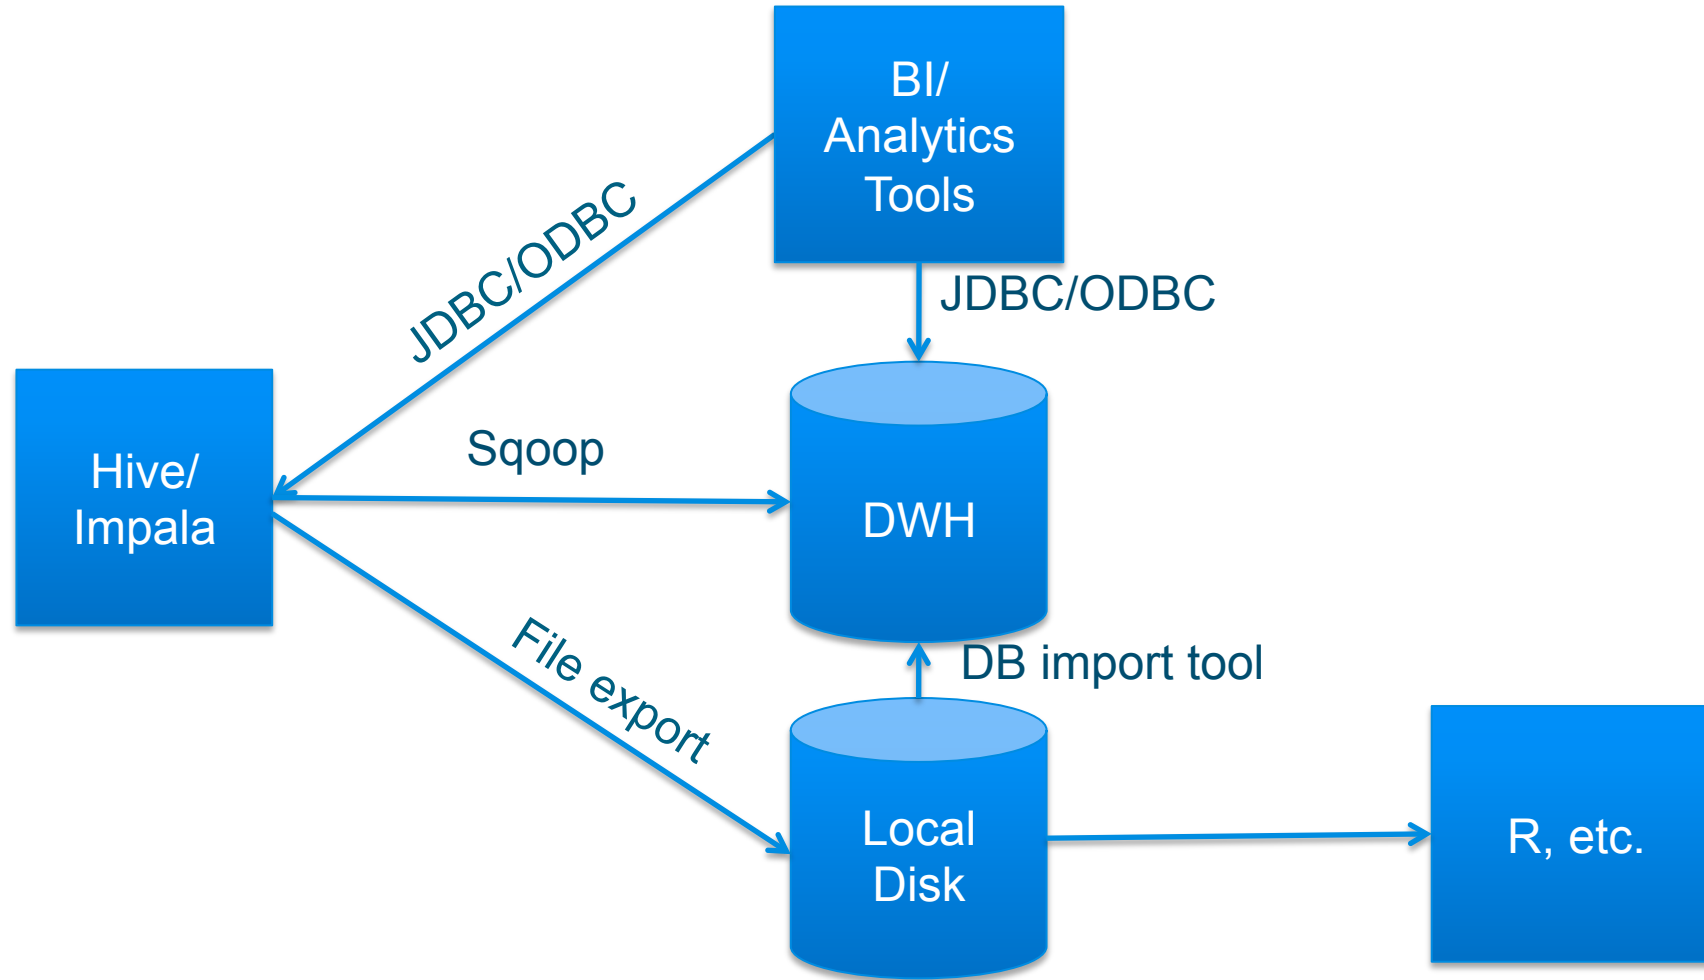 BI/
Analytics
Tools
JDBC/ODBC
JDBC/ODBC
Hive/
Impala
Sqoop
DWH
File export
DB import tool
Local
Disk
R, etc.